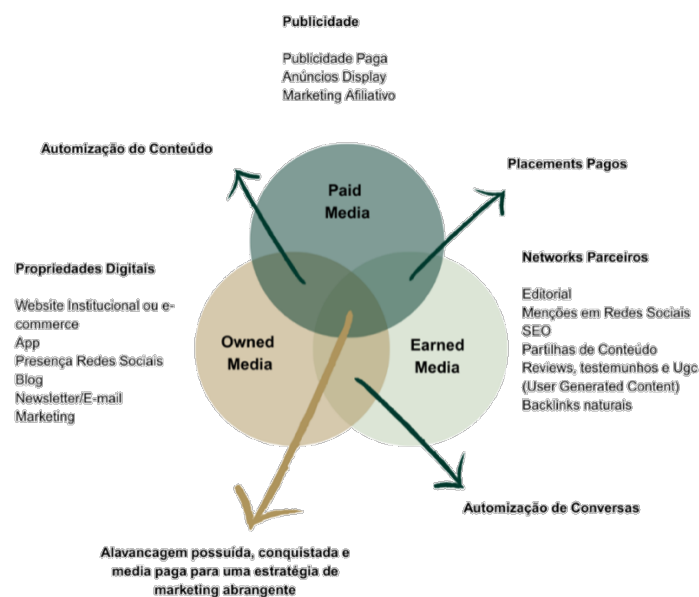 Publicidade
Publicidade Paga
Anúncios Display
Marketing Afiliativo
Automização do Conteúdo
Placements Pagos
Paid
Media
Propriedades Digitais
Website Institucional ou e-
commerce
App
Presença Redes Sociais
Blog
Newsletter/E-mail
Marketing
Owned
Media
Earned
Media
Networks Parceiros
Editorial
Menções em Redes Sociais
SEO
Partilhas de Conteúdo
Reviews, testemunhos e Ugc
(User Generated Content)
Backlinks naturais
Automização de Conversas
Alavancagem possuída, conquistada e
media paga para uma estratégia de
marketing abrangente